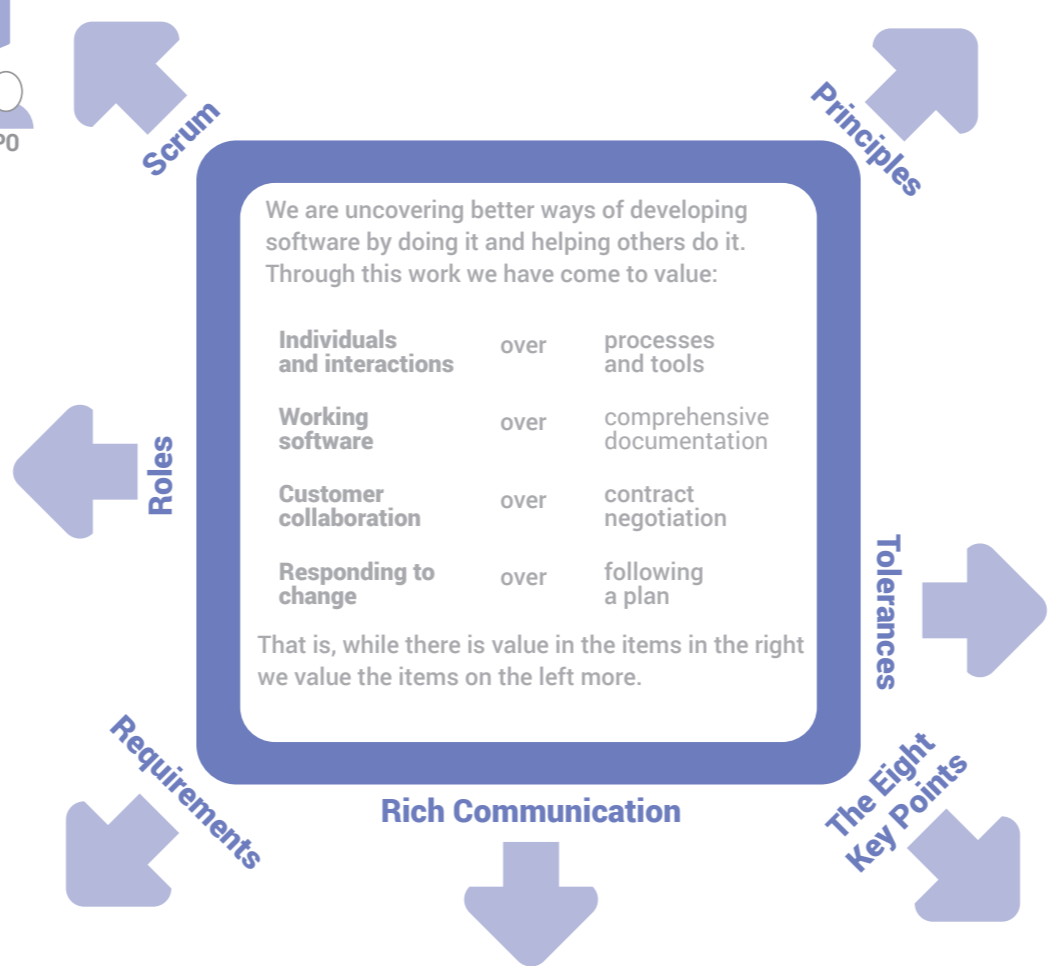 PO
Scrum
Principles
We are uncovering better ways of developing
software by doing it and helping others do it.
Through this work we have come to value:
Individuals
and interactions
over
processes
and tools
Working
software
over
comprehensive
documentation
Customer
collaboration
over
contract
negotiation
Responding to
change
over
following
a plan
That is, while there is value in the items in the right
we value the items on the left more.
Roles
Tolerances
Requirements
Rich Communication
The Eight
Key Points